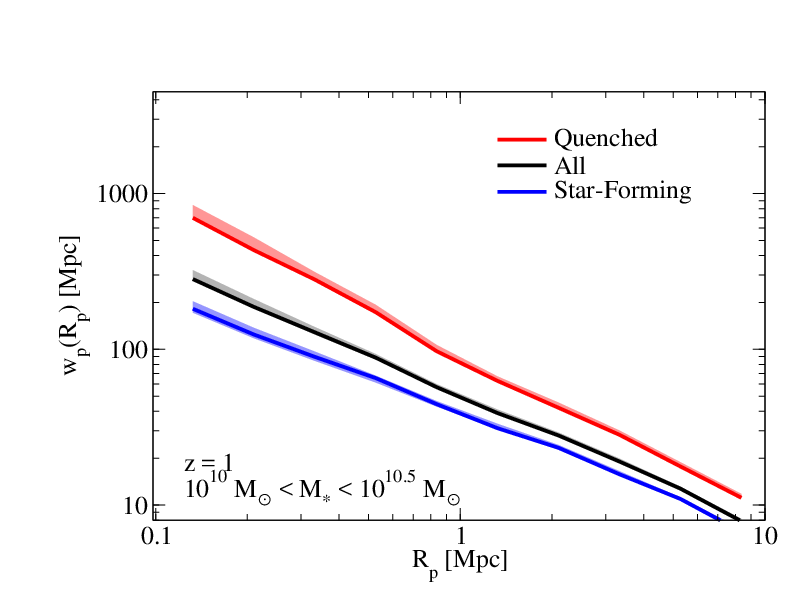 Quenched
All
Star-Forming
1000
100
10
w_p(R_p) [Mpc]
z = 1
10^10 M_⊙ < M_* < 10^10.5 M_⊙
0.1 1 10
R_p [Mpc]